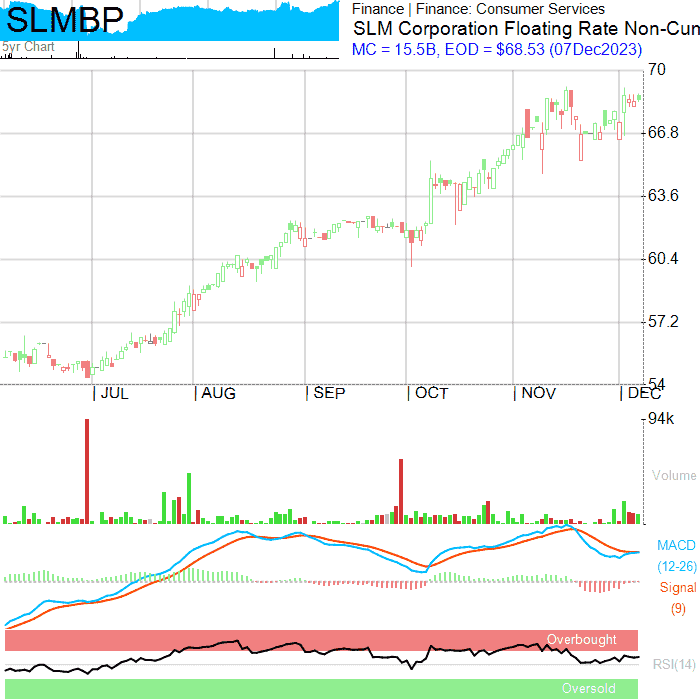 SLMBP
5yr Chart
Finance | Finance: Consumer Services
SLM Corporation Floating Rate Non-Cun
MC = 15.5B, EOD = $68.53 (07Dec2023)
70
66.8
63.6
60.4
57.2
54
JUL AUG SEP OCT NOV DEC
94k
Volume
MACD
(12-26)
Signal
(9)
Overbought
RSI(14)
Oversold